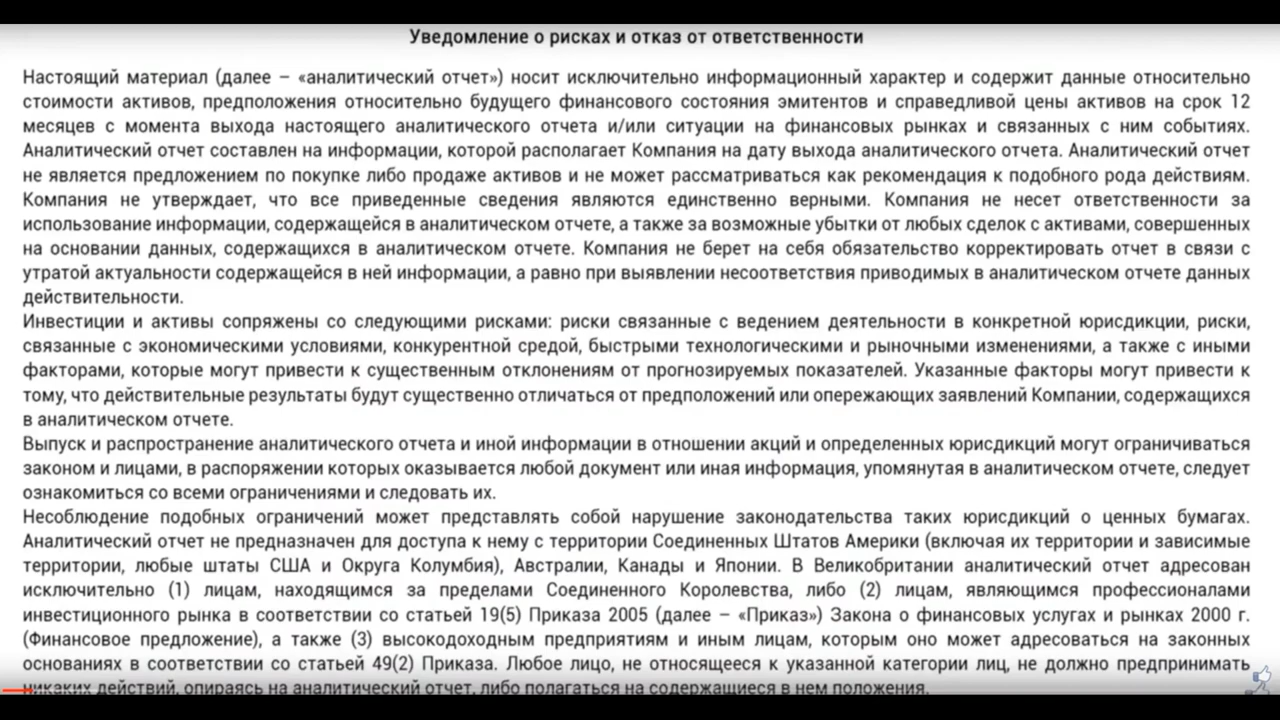 Уведомление о рисках и отказ от ответственности
Настоящий материал (далее – «аналитический отчет») носит исключительно информационный характер и содержит данные относительно
стоимости активов, предположения относительно будущего финансового состояния эмитентов и справедливой цены активов на срок 12
месяцев с момента выхода настоящего аналитического отчета и/или ситуации на финансовых рынках и связанных с ним событиях.
Аналитический отчет составлен на информации, которой располагает Компания на дату выхода аналитического отчета. Аналитический отчет
не является предложением по покупке либо продаже активов и не может рассматриваться как рекомендация к подобного рода действиям.
Компания не утверждает, что все приведенные сведения являются единственно верными. Компания не несет ответственности за
использование информации, содержащейся в аналитическом отчете, а также за возможные убытки от любых сделок с активами, совершенных
на основании данных, содержащихся в аналитическом отчете. Компания не берет на себя обязательство корректировать отчет в связи с
утратой актуальности содержащейся в ней информации, а равно при выявлении несоответствия приводимых в аналитическом отчете данных
действительности.
Инвестиции и активы сопряжены со следующими рисками: риски связанные с ведением деятельности в конкретной юрисдикции, риски,
связанные с экономическими условиями, конкурентной средой, быстрыми технологическими и рыночными изменениями, а также с иными
факторами, которые могут привести к существенным отклонениям от прогнозируемых показателей. Указанные факторы могут привести к
тому, что действительные результаты будут существенно отличаться от предположений или опережающих заявлений Компании, содержащихся
в аналитическом отчете.
Выпуск и распространение аналитического отчета и иной информации в отношении акций и определенных юрисдикций могут ограничиваться
законом и лицами, в распоряжении которых оказывается любой документ или иная информация, упомянутая в аналитическом отчете, следует
ознакомиться со всеми ограничениями и следовать их.
Несоблюдение подобных ограничений может представлять собой нарушение законодательства таких юрисдикций о ценных бумагах.
Аналитический отчет не предназначен для доступа к нему с территории Соединенных Штатов Америки (включая их территории и зависимые
территории, любые штаты США и Округа Колумбия), Австралии, Канады и Японии. В Великобритании аналитический отчет адресован
исключительно (1) лицам, находящимся за пределами Соединенного Королевства, либо (2) лицам, являющимся профессионалами
инвестиционного рынка в соответствии со статьей 19(5) Приказа 2005 (далее – «Приказ») Закона о финансовых услугах и рынках 2000 г.
(Финансовое предложение), а также (3) высокодоходным предприятиям и иным лицам, которым оно может адресоваться на законных
основаниях в соответствии со статьей 49(2) Приказа. Любое лицо, не относящееся к указанной категории лиц, не должно предпринимать
никаких действий, опираясь на аналитический отчет, либо полагаться на содержащиеся в нем положения.